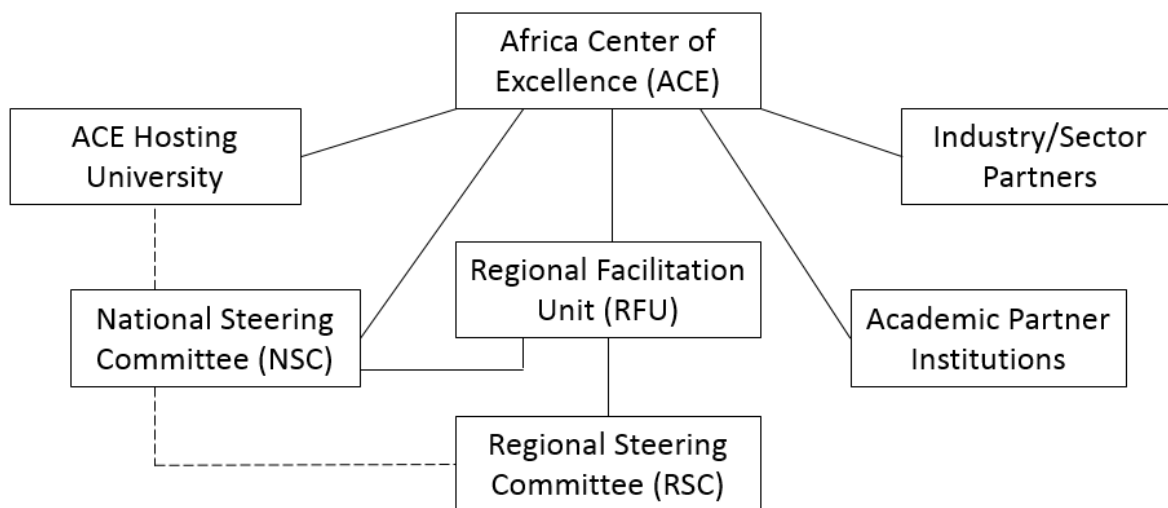 Africa Center of
Excellence (ACE)
ACE Hosting
University
Industry/Sector
Partners
Regional Facilitation
Unit (RFU)
National Steering
Committee (NSC)
Academic Partner
Institutions
Regional Steering
Committee (RSC)